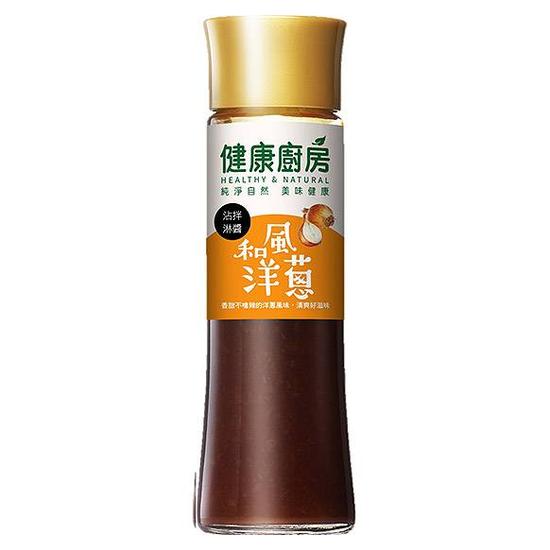 健康廚房
HEALTHY & NATURAL
純淨自然 美味健康
沾拌
淋醬
和風
洋蔥
香甜不嗆辣的洋蔥風味，清爽好滋味